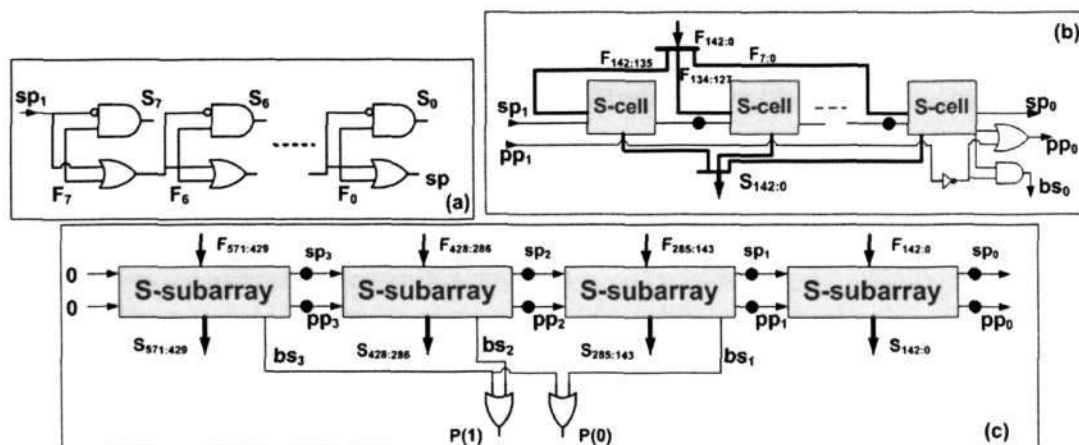 sp₁ S₇ S₆ S₀
F₇ F₆ F₀ sp
(a)
(b)
F₁₄₂:₀
F₁₄₂:₁₃₅ F₁₃₄:₁₂₇ F₇:₀
S-cell S-cell S-cell
sp₁ sp₀
pp₁ pp₀
S₁₄₂:₀ bs₀
F₅₇₁:₄₂₉ F₄₂₈:₂₈₆ F₂₈₅:₁₄₃ F₁₄₂:₀
0 sp₃ sp₂ sp₁ sp₀
S-subarray S-subarray S-subarray S-subarray
0 pp₃ pp₂ pp₁ pp₀
S₅₇₁:₄₂₉ bs₃ S₄₂₈:₂₈₆ bs₂ S₂₈₅:₁₄₃ bs₁ S₁₄₂:₀
P(1) P(0) (c)